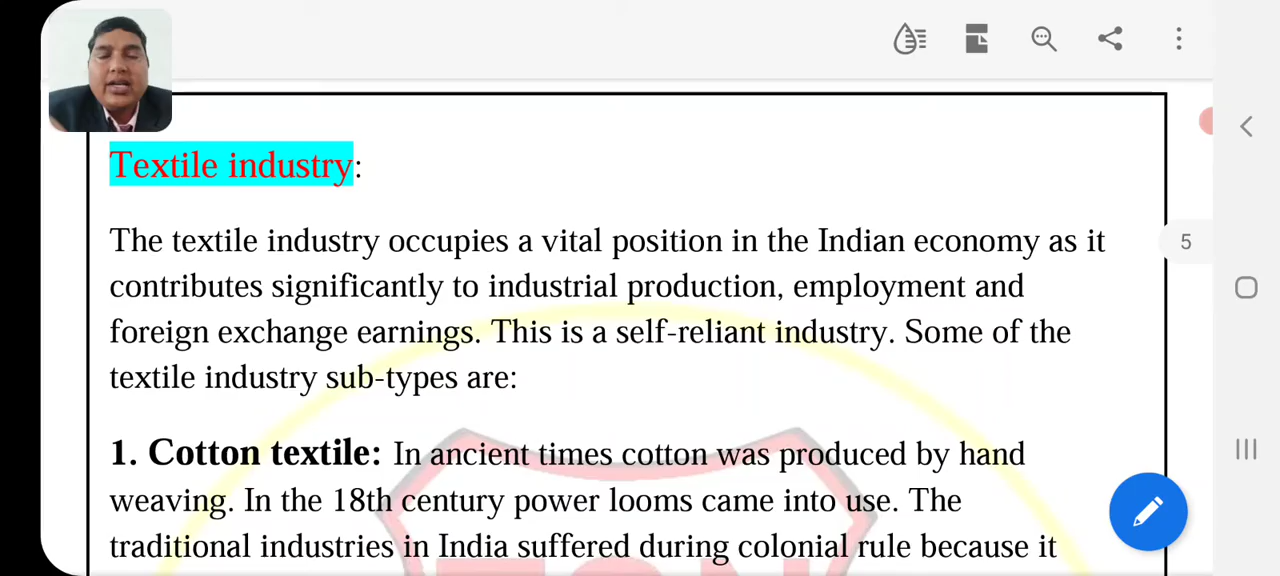 Textile industry:
5
The textile industry occupies a vital position in the Indian economy as it
contributes significantly to industrial production, employment and
foreign exchange earnings. This is a self-reliant industry. Some of the
textile industry sub-types are:
1. Cotton textile: In ancient times cotton was produced by hand
weaving. In the 18th century power looms came into use. The
traditional industries in India suffered during colonial rule because it